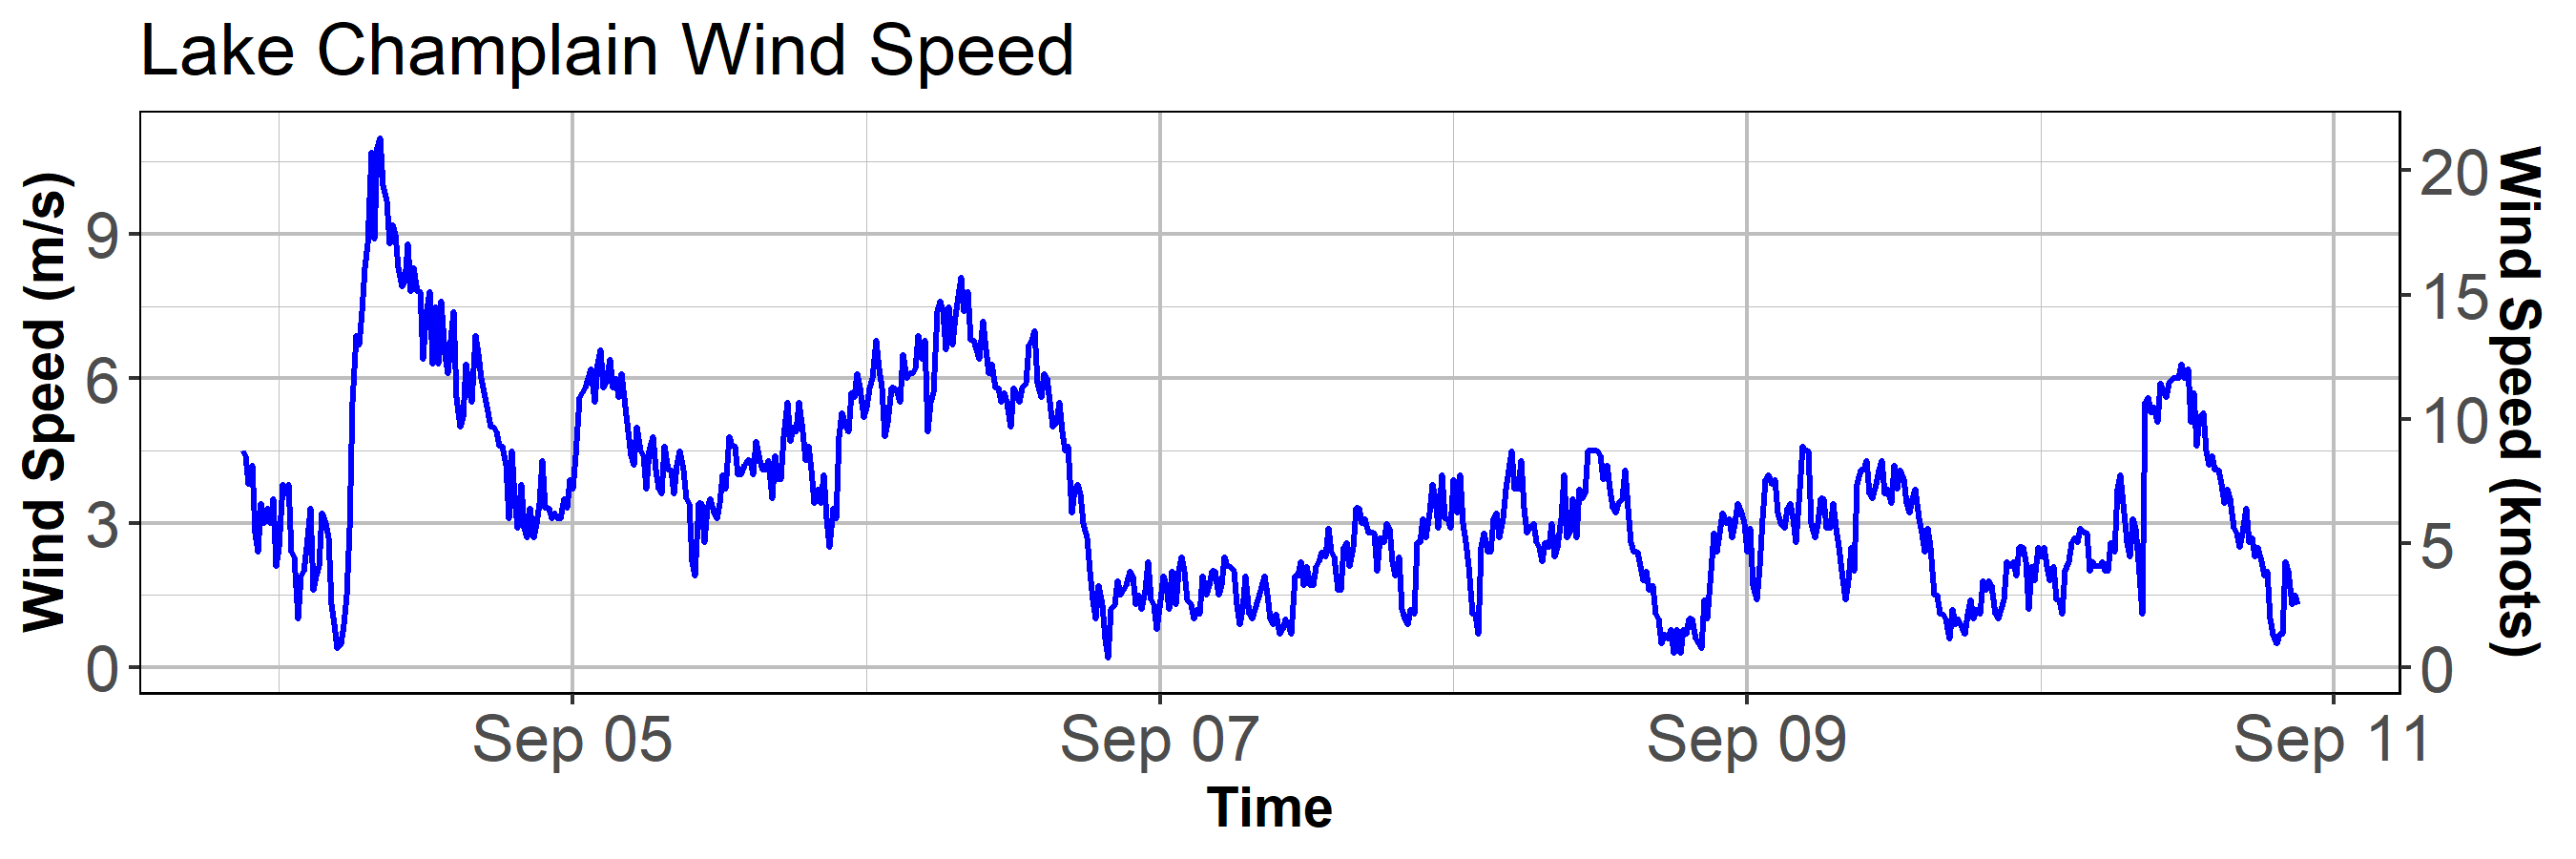 Lake Champlain Wind Speed
Wind Speed (m/s)
9
6
3
0
20
15
10
5
0
Wind Speed (knots)
Sep 05
Sep 07
Sep 09
Sep 11
Time